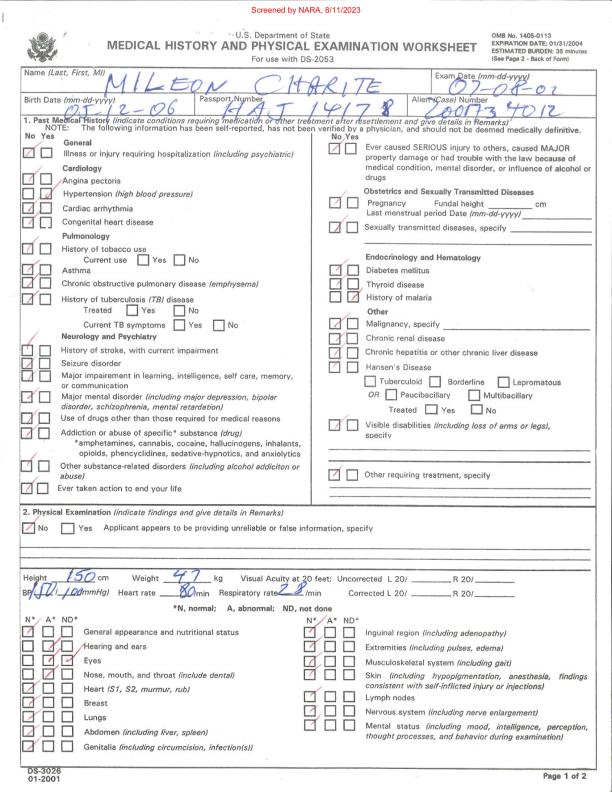 Screened by NARA, 8/11/2023
U.S. Department of State
MEDICAL HISTORY AND PHYSICAL EXAMINATION WORKSHEET
For use with DS-2053
OMB No. 1405-0113
EXPIRATION DATE: 01/31/2004
ESTIMATED BURDEN: 35 minutes
(See Page 2 - Back of Form)
Name (Last, First, MI) MILEON CHARITE
Exam Date (mm-dd-yyyy) 07-08-02
Birth Date (mm-dd-yyyy)
Passport Number
Alien (Case) Number
1. Past Medical History (indicate conditions requiring medication or other treatment after resettlement and give details in Remarks)
NOTE: The following information has been self-reported, has not been verified by a physician, and should not be deemed medically definitive.
No Yes
General
Illness or injury requiring hospitalization (including psychiatric)
Cardiology
Angina pectoris
Hypertension (high blood pressure)
Cardiac arrhythmia
Congenital heart disease
Pulmonology
History of tobacco use
Current use Yes No
Asthma
Chronic obstructive pulmonary disease (emphysema)
History of tuberculosis (TB) disease
Treated Yes No
Current TB symptoms Yes No
Neurology and Psychiatry
History of stroke, with current impairment
Seizure disorder
Major impairment in learning, intelligence, self care, memory,
or communication
Major mental disorder (including major depression, bipolar
disorder, schizophrenia, mental retardation)
Use of drugs other than those required for medical reasons
Addiction or abuse of specific* substance (drug)
*amphetamines, cannabis, cocaine, hallucinogens, inhalants,
opioids, phencyclidines, sedative-hypnotics, and anxiolytics
Other substance-related disorders (including alcohol addiciton or
abuse)
Ever taken action to end your life
No Yes
Ever caused SERIOUS injury to others, caused MAJOR
property damage or had trouble with the law because of
medical condition, mental disorder, or influence of alcohol or
drugs
Obstetrics and Sexually Transmitted Diseases
Pregnancy Fundal height cm
Last menstrual period Date (mm-dd-yyyy)
Sexually transmitted diseases, specify
Endocrinology and Hematology
Diabetes mellitus
Thyroid disease
History of malaria
Other
Malignancy, specify
Chronic renal disease
Chronic hepatitis or other chronic liver disease
Hansen's Disease
Tuberculoid Borderline Lepromatous
OR Paucibacillary Multibacillary
Treated Yes No
Visible disabilities (including loss of arms or legs),
specify
Other requiring treatment, specify
2. Physical Examination (indicate findings and give details in Remarks)
No Yes Applicant appears to be providing unreliable or false information, specify
Height 150 cm Weight 47 kg Visual Acuity at 20 feet: Uncorrected L 20/ R 20/
BP (mmHg) Heart rate 80/min Respiratory rate 28 /min Corrected L 20/ R 20/
*N, normal; A, abnormal; ND, not done
N* A* ND*
General appearance and nutritional status
Hearing and ears
Eyes
Nose, mouth, and throat (include dental)
Heart (S1, S2, murmur, rub)
Breast
Lungs
Abdomen (including liver, spleen)
Genitalia (including circumcision, infection(s))
N* A* ND*
Inguinal region (including adenopathy)
Extremities (including pulses, edema)
Musculoskeletal system (including gait)
Skin (including hypopigmentation, anesthesia, findings
consistent with self-inflicted injury or injections)
Lymph nodes
Nervous system (including nerve enlargement)
Mental status (including mood, intelligence, perception,
thought processes, and behavior during examination)
DS-3026
01-2001
Page 1 of 2